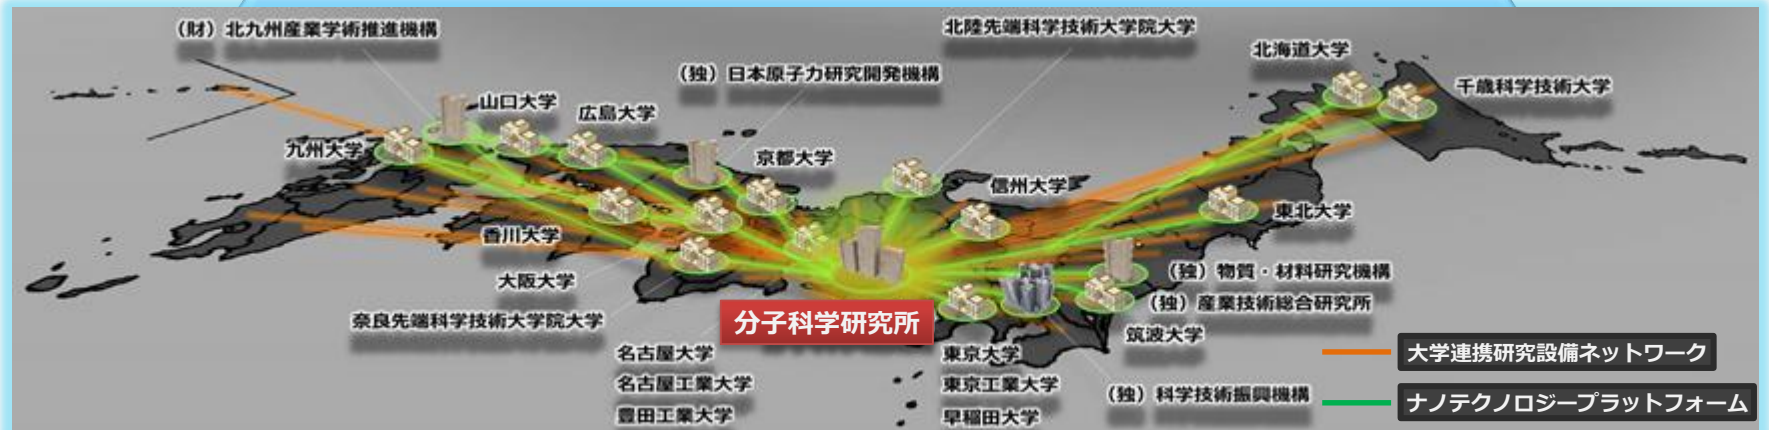 (財)北九州産業学術推進機構
北陸先端科学技術大学院大学
北海道大学
(独)日本原子力研究開発機構
千歳科学技術大学
山口大学
広島大学
九州大学
京都大学
信州大学
東北大学
香川大学
大阪大学
(独)物質・材料研究機構
(独)産業技術総合研究所
奈良先端科学技術大学院大学
分子科学研究所
筑波大学
名古屋大学
名古屋工業大学
豊田工業大学
東京大学
東京工業大学
早稲田大学
(独)科学技術振興機構
大学連携研究設備ネットワーク
ナノテクノロジープラットフォーム